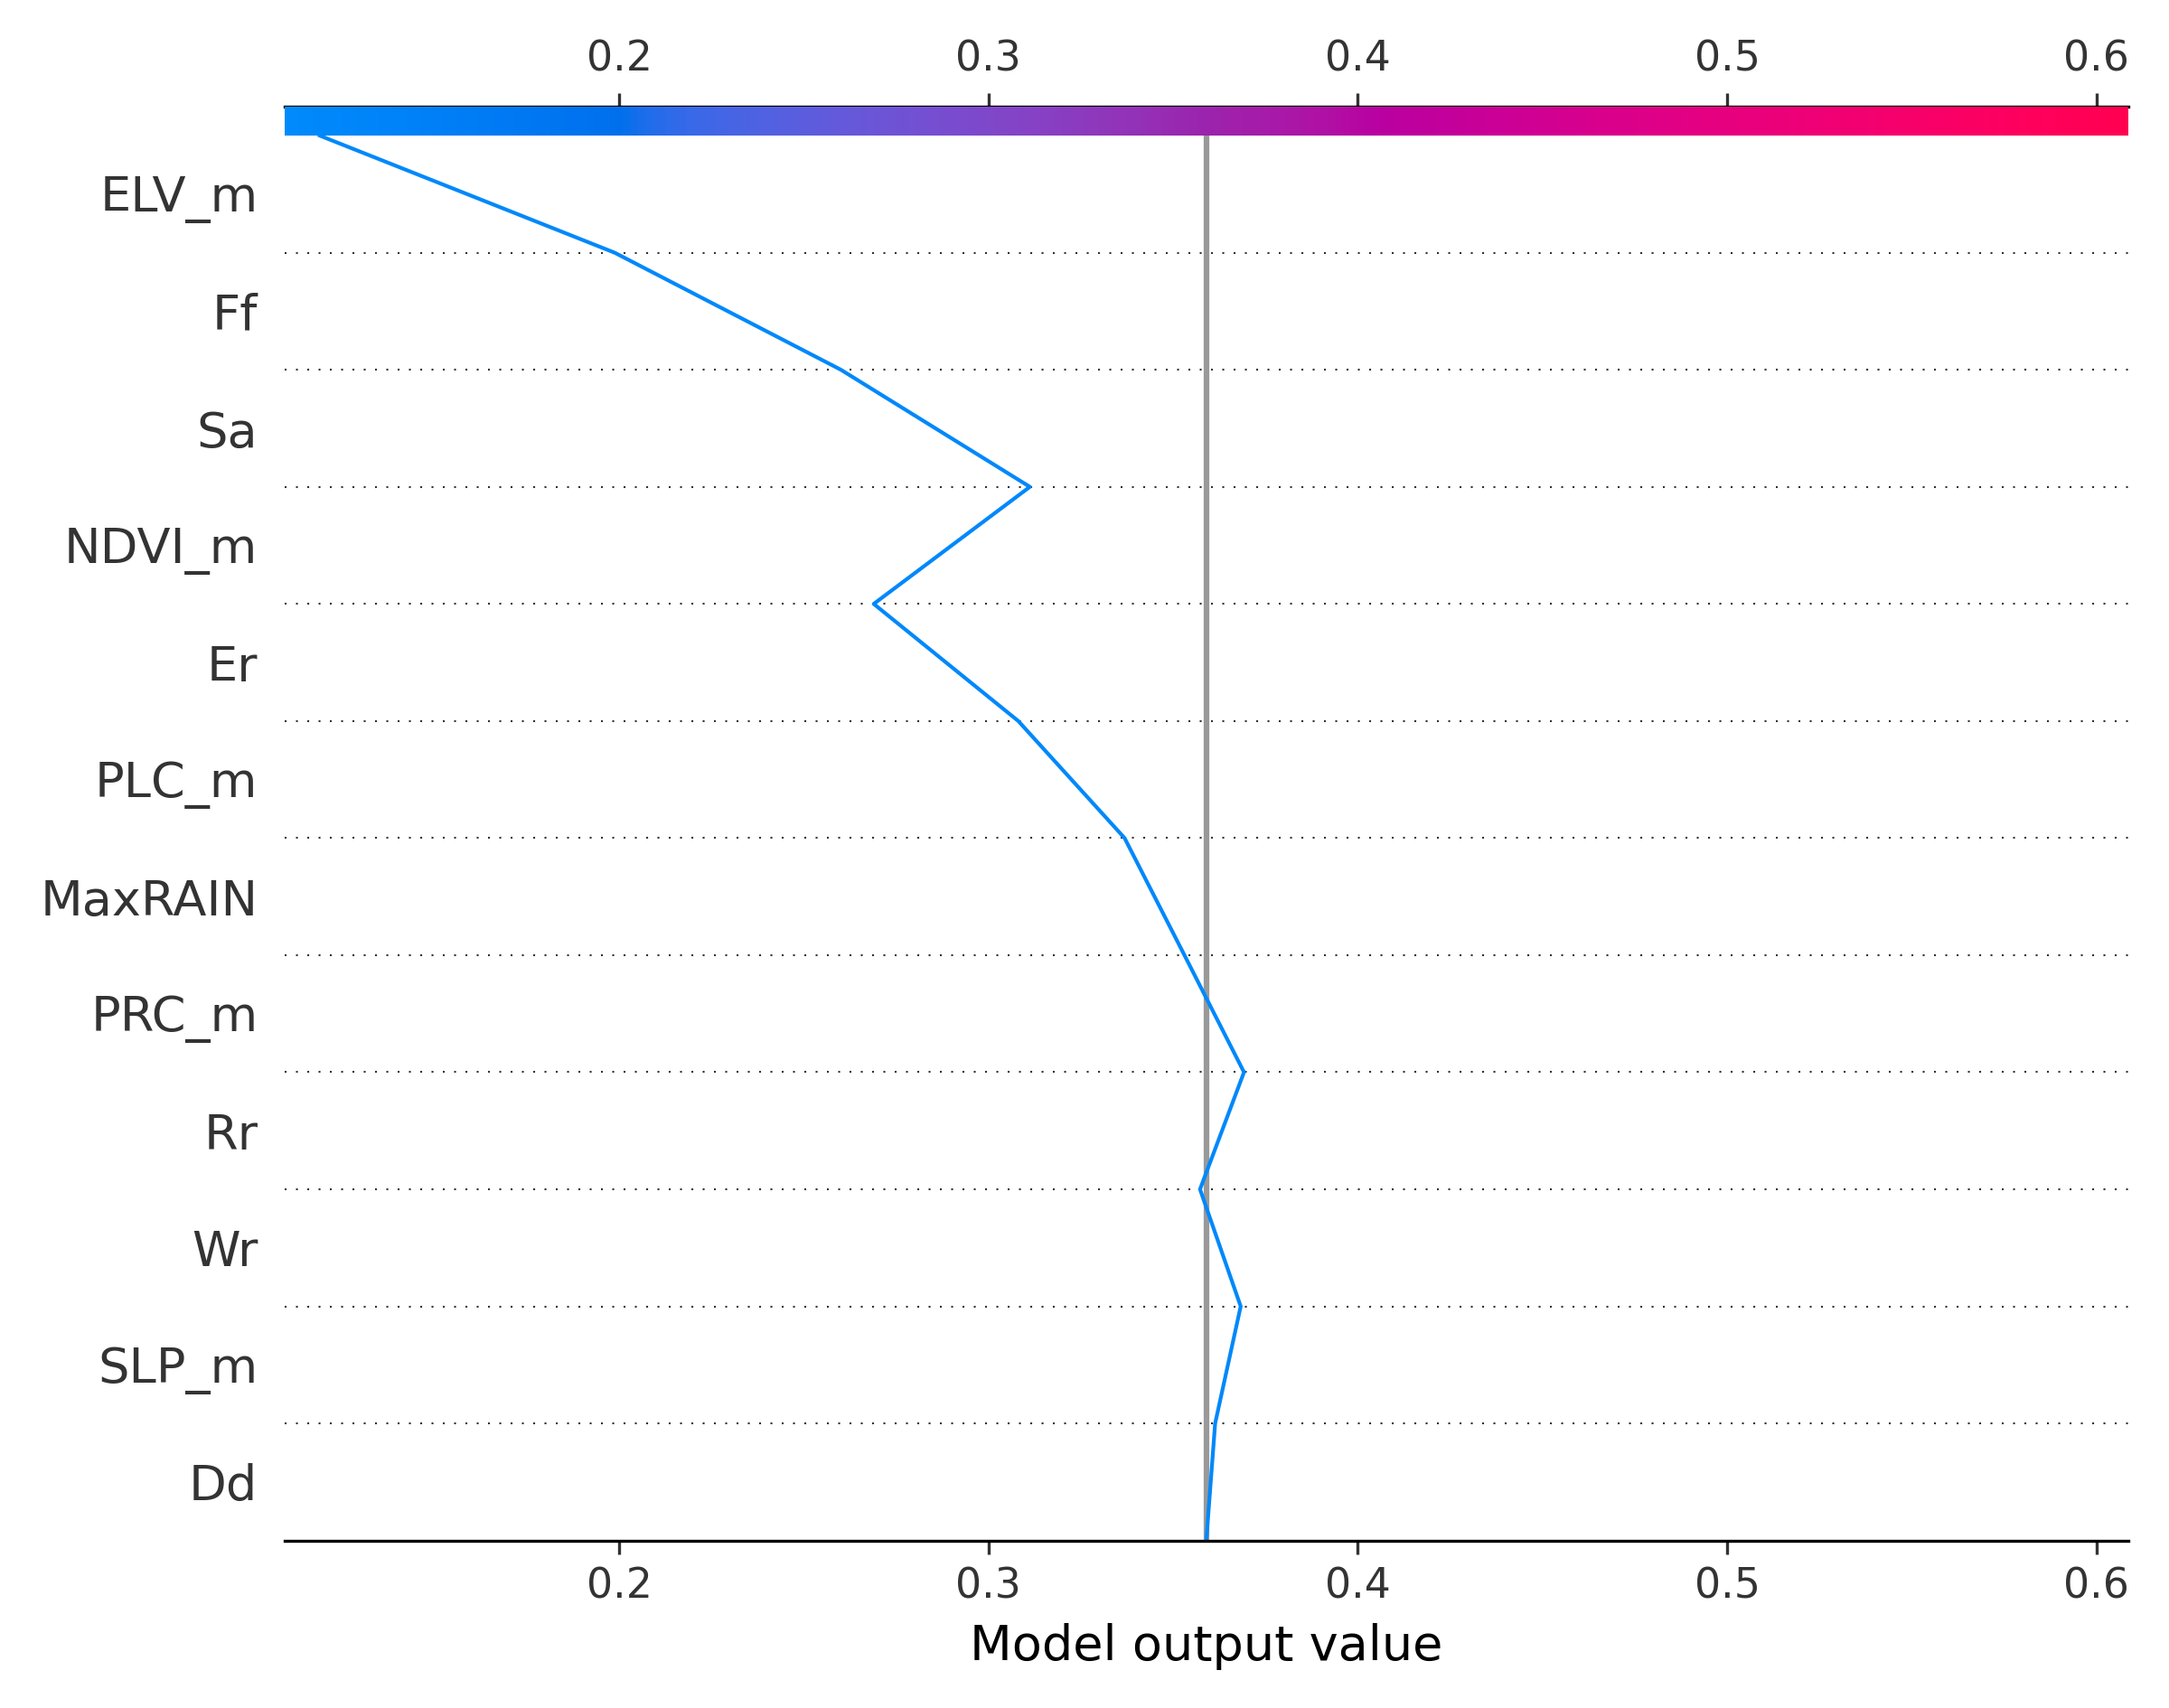 0.2 0.3 0.4 0.5 0.6
ELV_m
Ff
Sa
NDVI_m
Er
PLC_m
MaxRAIN
PRC_m
Rr
Wr
SLP_m
Dd
0.2 0.3 0.4 0.5 0.6
Model output value